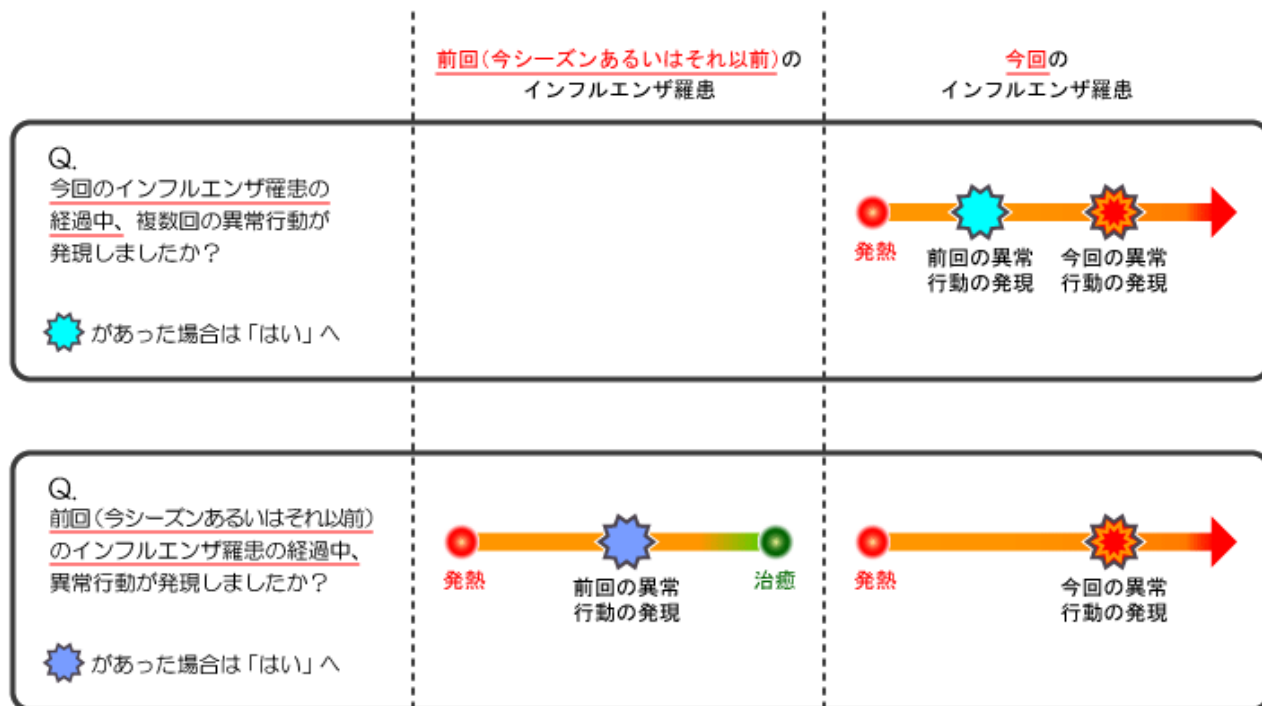 前回(今シーズンあるいはそれ以前)の
インフルエンザ罹患
今回の
インフルエンザ罹患
Q.
今回のインフルエンザ罹患の
経過中、複数回の異常行動が
発現しましたか？
があった場合は「はい」へ
発熱
前回の異常
行動の発現
今回の異常
行動の発現
Q.
前回(今シーズンあるいはそれ以前)
のインフルエンザ罹患の経過中、
異常行動が発現しましたか？
があった場合は「はい」へ
発熱
前回の異常
行動の発現
治癒
発熱
今回の異常
行動の発現